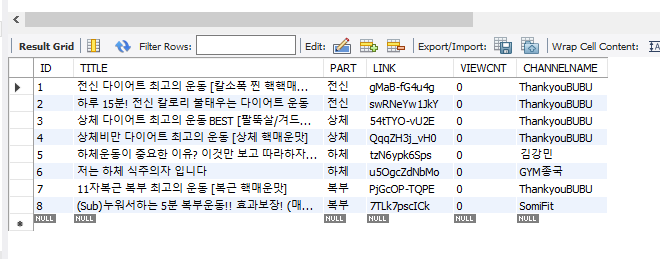 Result Grid Filter Rows: Edit: Export/Import: Wrap Cell Content:
ID TITLE PART LINK VIEWCNT CHANNELNAME
1 전신 다이어트 최고의 운동 [칼소폭 찐 핵핵매... 전신 gMaB-fG4u4g 0 ThankyouBUBU
2 하루 15분! 전신 칼로리 불태우는 다이어트 운동 전신 swRNeYw1JkY 0 ThankyouBUBU
3 상체 다이어트 최고의 운동 BEST [팔뚝살/겨드... 상체 54tTYO-vU2E 0 ThankyouBUBU
4 상체비만 다이어트 최고의 운동 [상체 핵매운맛] 상체 QqqZH3j_vH0 0 ThankyouBUBU
5 하체운동이 중요한 이유? 이것만 보고 따라하자... 하체 tzN6ypk6Sps 0 김강민
6 저는 하체 식주의자 입니다 하체 u5OgcZdNbMo 0 GYM종국
7 11자복근 복부 최고의 운동 [복근 핵매운맛] 복부 PjGcOP-TQPE 0 ThankyouBUBU
8 (Sub)누워서하는 5분 복부운동!! 효과보장! (매... 복부 7TLk7pscICk 0 SomiFit
NULL NULL NULL NULL NULL NULL